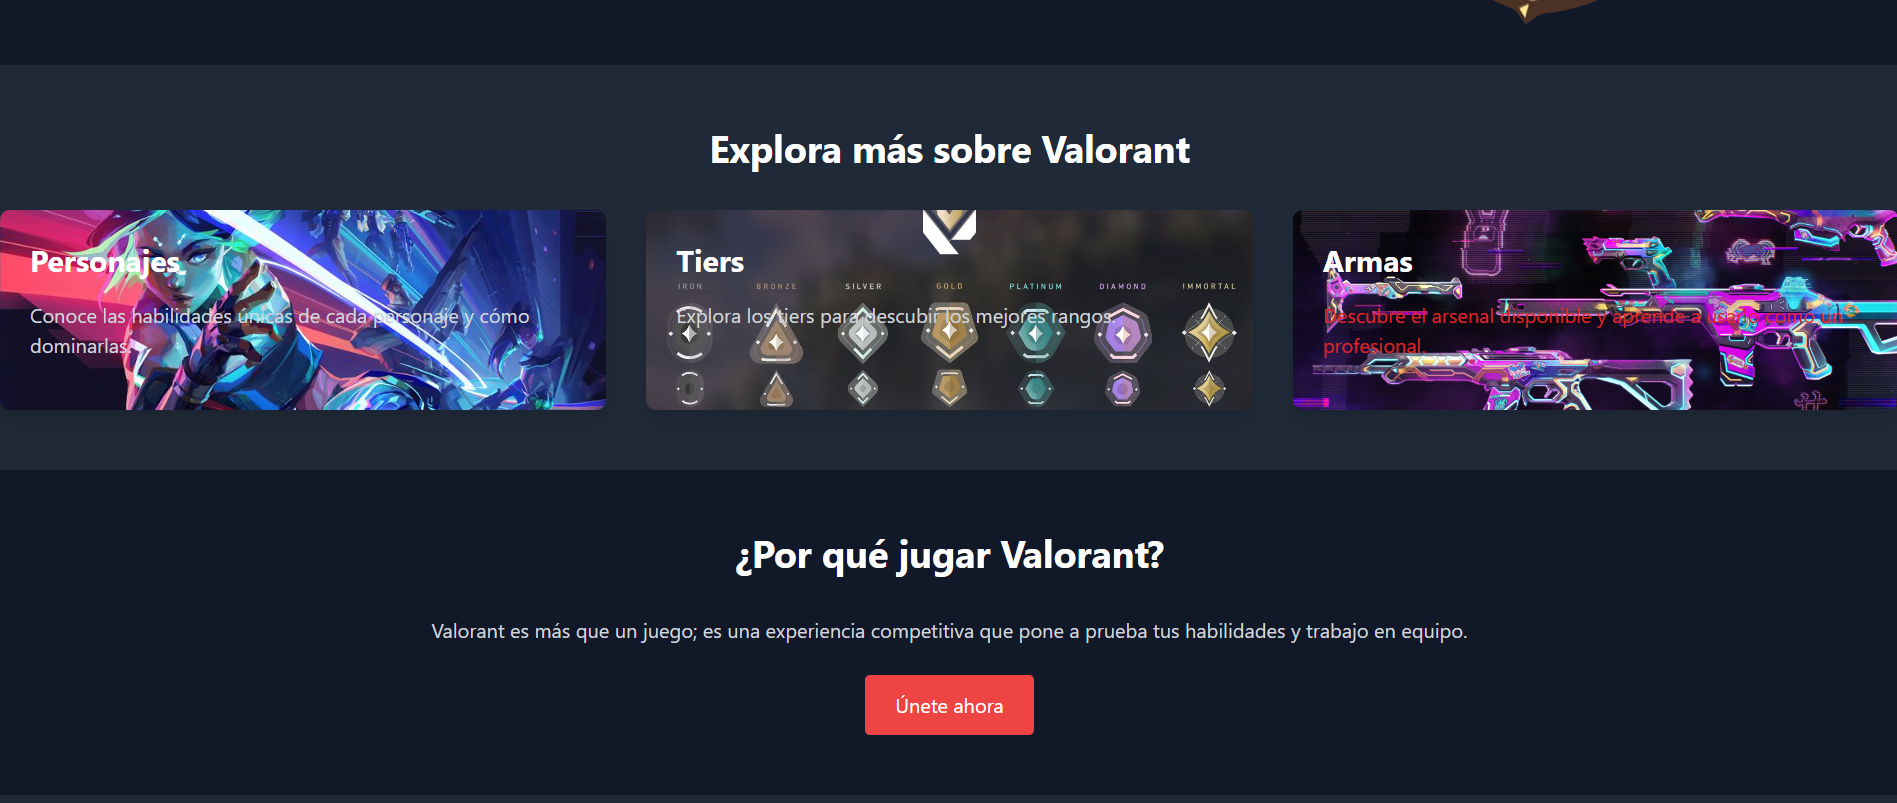 Explora más sobre Valorant
Personajes
Conoce las habilidades únicas de cada personaje y cómo
dominarlas.
Tiers
IRON BRONZE SILVER GOLD PLATINUM DIAMOND IMMORTAL
Explora los tiers para descubir los mejores rangos.
Armas
Descubre el arsenal disponible y aprende a usarlo como un
profesional.
¿Por qué jugar Valorant?
Valorant es más que un juego; es una experiencia competitiva que pone a prueba tus habilidades y trabajo en equipo.
Únete ahora